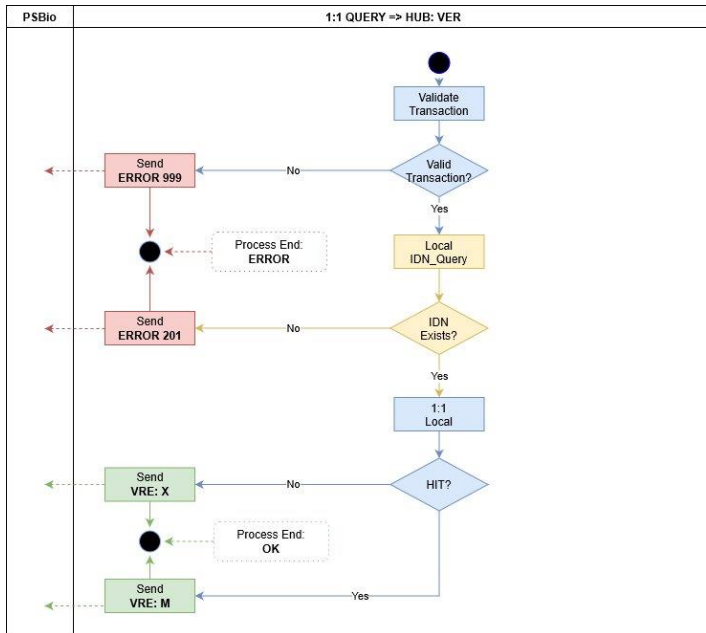 PSBio
1:1 QUERY => HUB: VER
Validate
Transaction
Valid
Transaction?
No
Send
ERROR 999
Yes
Process End:
ERROR
Local
IDN_Query
IDN
Exists?
No
Send
ERROR 201
Yes
1:1
Local
HIT?
No
Send
VRE: X
Process End:
OK
Yes
Send
VRE: M